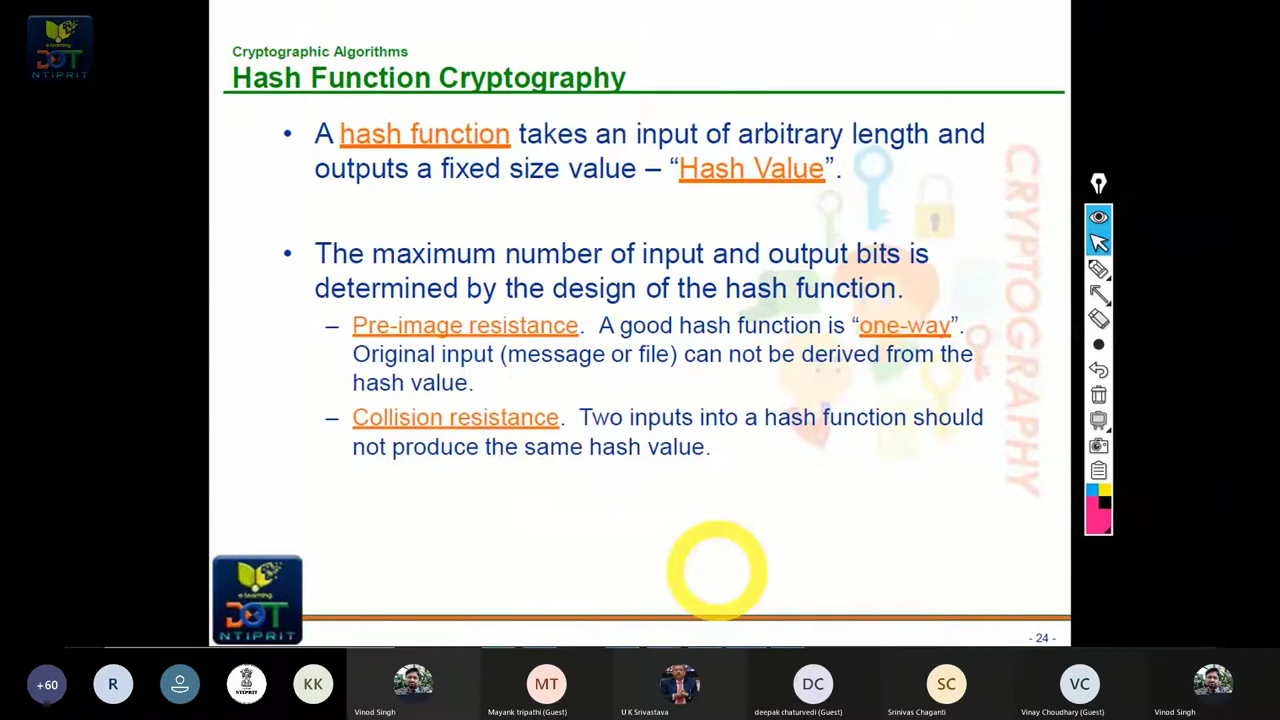 e-learning
DOT
NTIPRIT
Cryptographic Algorithms
Hash Function Cryptography
• A hash function takes an input of arbitrary length and
outputs a fixed size value – “Hash Value”.
• The maximum number of input and output bits is
determined by the design of the hash function.
– Pre-image resistance. A good hash function is “one-way”.
Original input (message or file) can not be derived from the
hash value.
– Collision resistance. Two inputs into a hash function should
not produce the same hash value.
CRYPTOGRAPHY
e-learning
DOT
NTIPRIT
- 24 -
+60
R
NTIPRIT
KK
Vinod Singh
MT
Mayank tripathi (Guest)
U K Srivastava
DC
deepak chaturvedi (Guest)
SC
Srinivas Chaganti
VC
Vinay Choudhary (Guest)
Vinod Singh